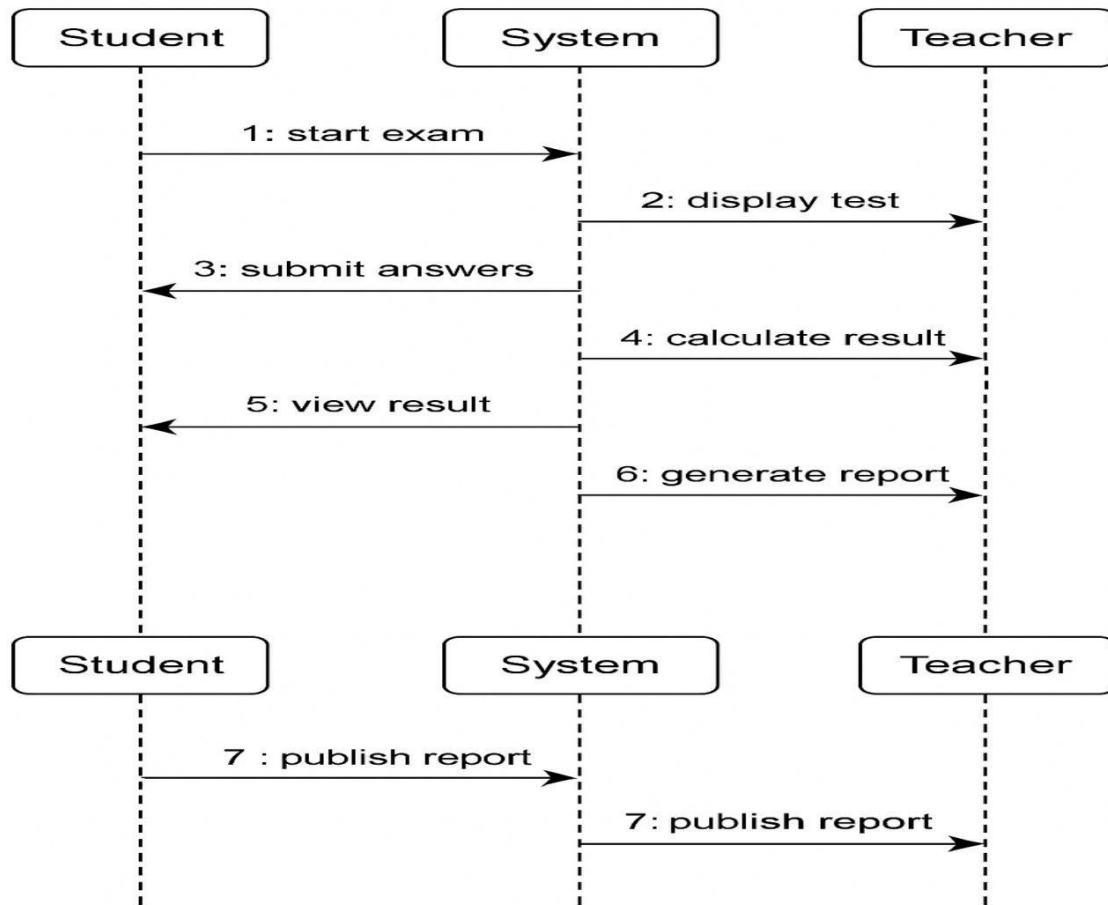 Student System Teacher
1: start exam
2: display test
3: submit answers
4: calculate result
5: view result
6: generate report
Student System Teacher
7 : publish report
7: publish report